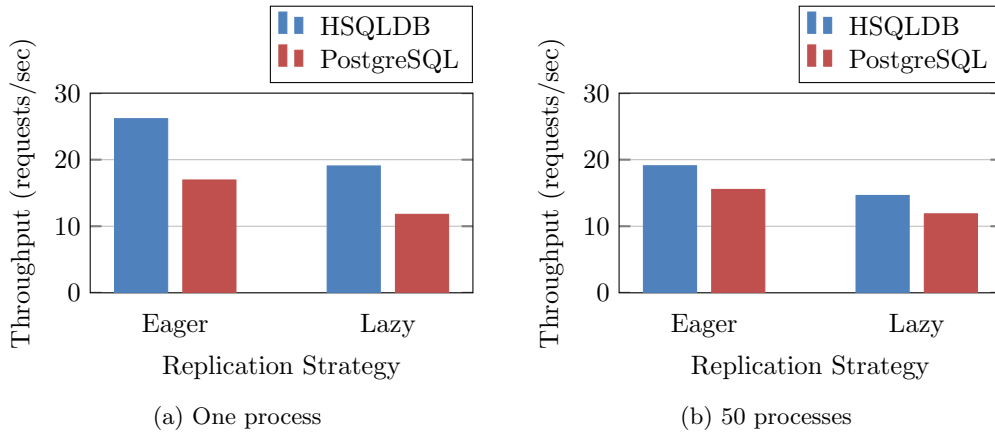 HSQLDB
PostgreSQL
Throughput (requests/sec)
30
20
10
0
Eager
Lazy
Replication Strategy
(a) One process
HSQLDB
PostgreSQL
Throughput (requests/sec)
30
20
10
0
Eager
Lazy
Replication Strategy
(b) 50 processes